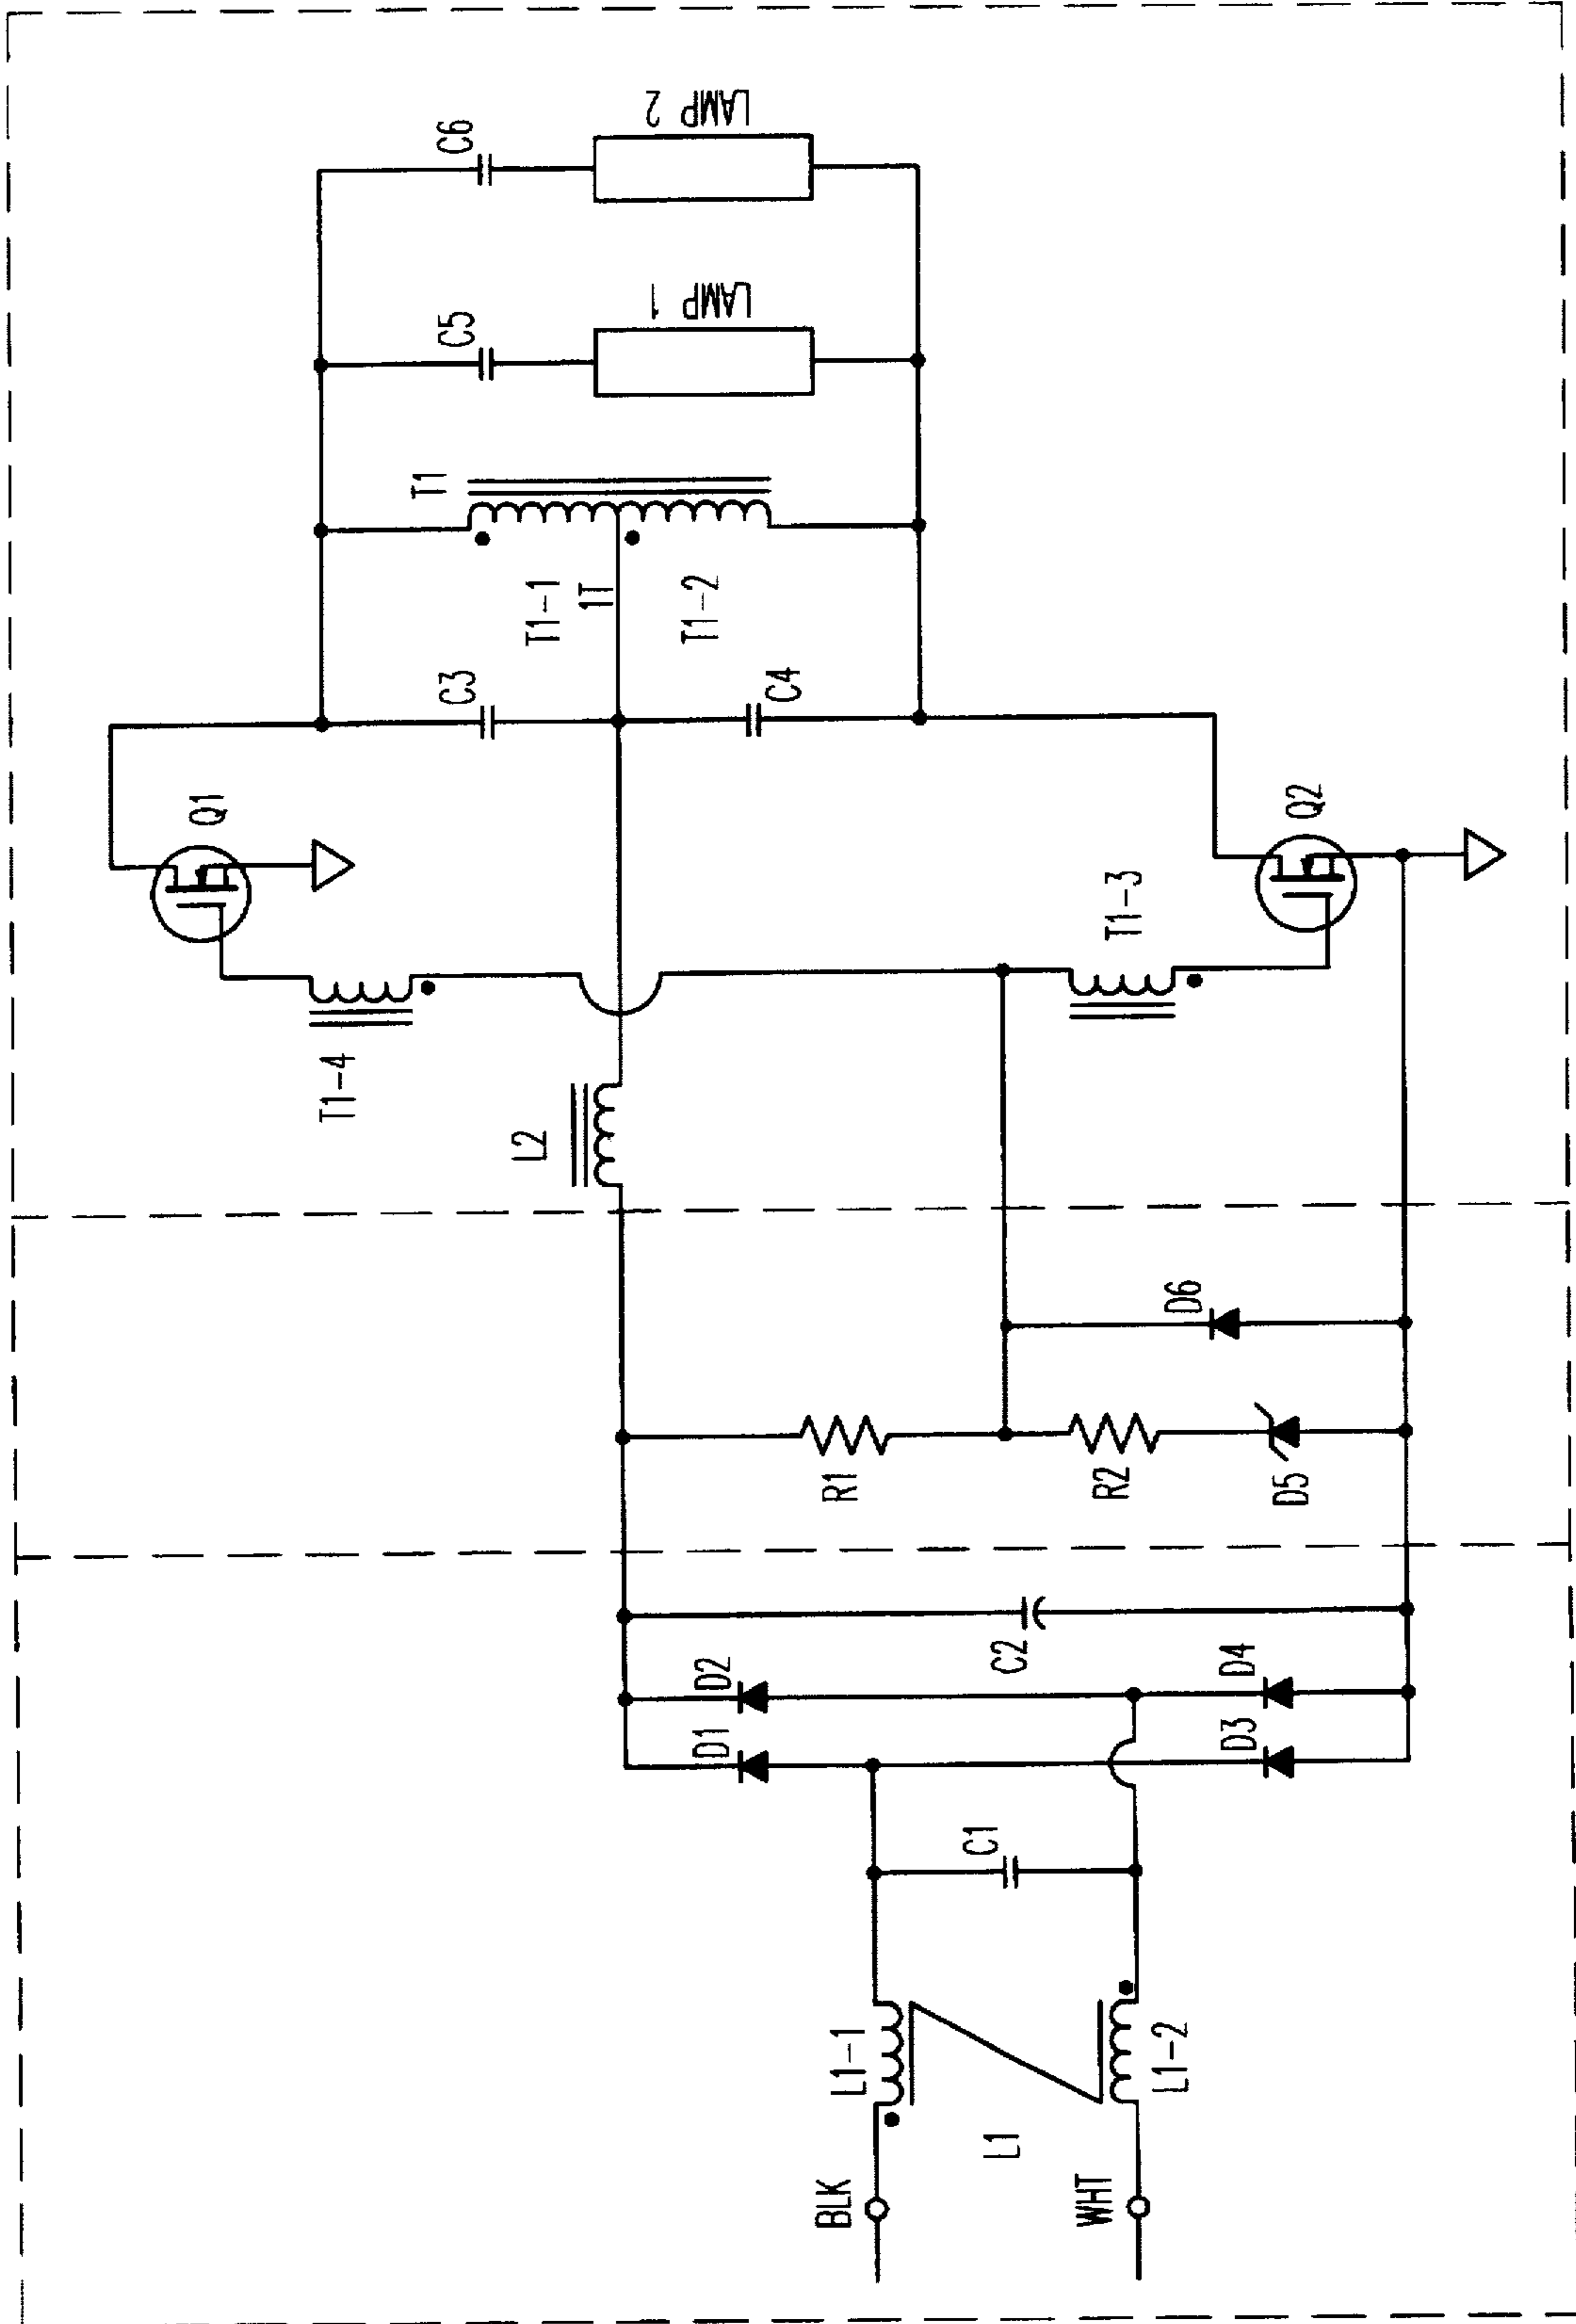 BLK
WHT
L1
L1-1
L1-2
C1
D1
D2
D3
D4
C2
R1
R2
D5
D6
L2
T1-4
T1-3
Q1
Q2
C3
C4
T1-1
1T
T1-2
T1
C5
LAMP 1
C6
LAMP 2